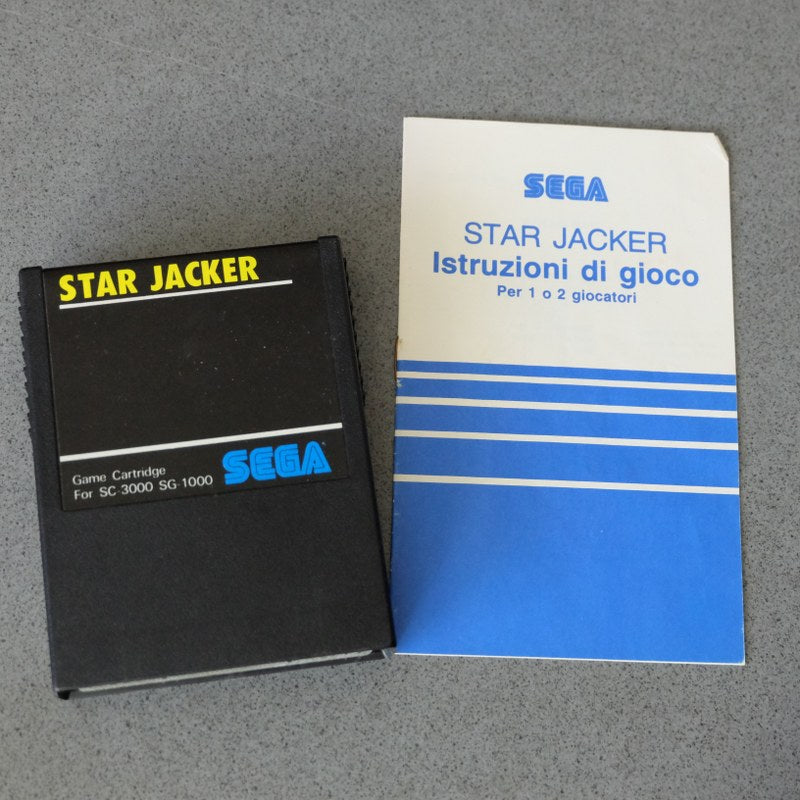 STAR JACKER
Game Cartridge
For SC-3000 SG-1000
SEGA
SEGA
STAR JACKER
Istruzioni di gioco
Per 1 o 2 giocatori